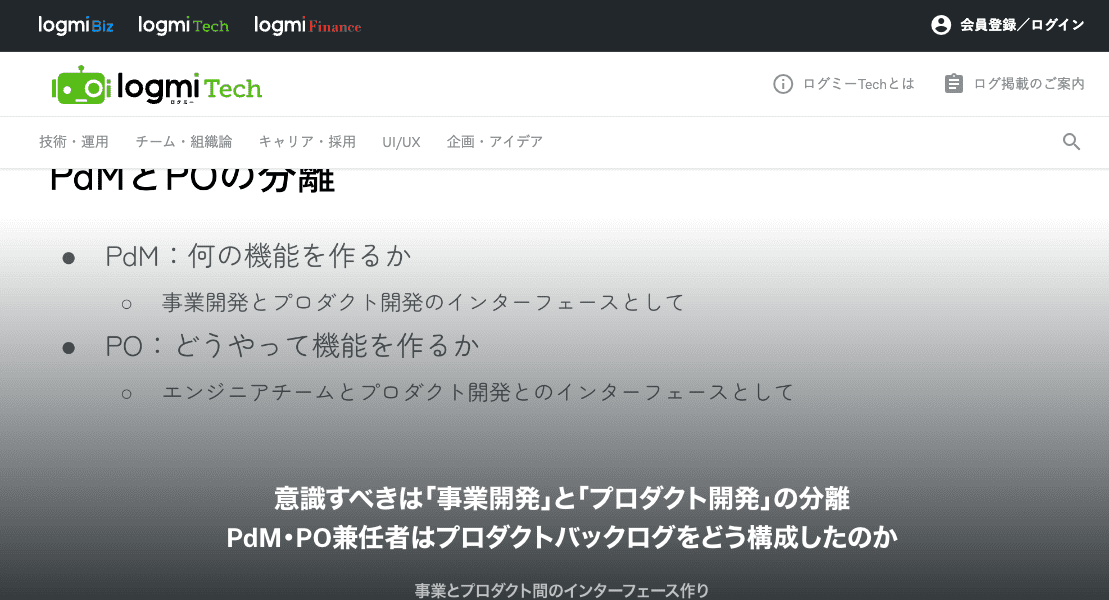 logmi Biz logmi Tech logmi Finance 会員登録／ログイン
logmi Tech ログミーTechとは ログ掲載のご案内
ログミー
技術・運用 チーム・組織論 キャリア・採用 UI/UX 企画・アイデア
PdMとPOの分離
● PdM：何の機能を作るか
○ 事業開発とプロダクト開発のインターフェースとして
● PO：どうやって機能を作るか
○ エンジニアチームとプロダクト開発とのインターフェースとして
意識すべきは「事業開発」と「プロダクト開発」の分離
PdM・PO兼任者はプロダクトバックログをどう構成したのか
事業とプロダクト間のインターフェース作り